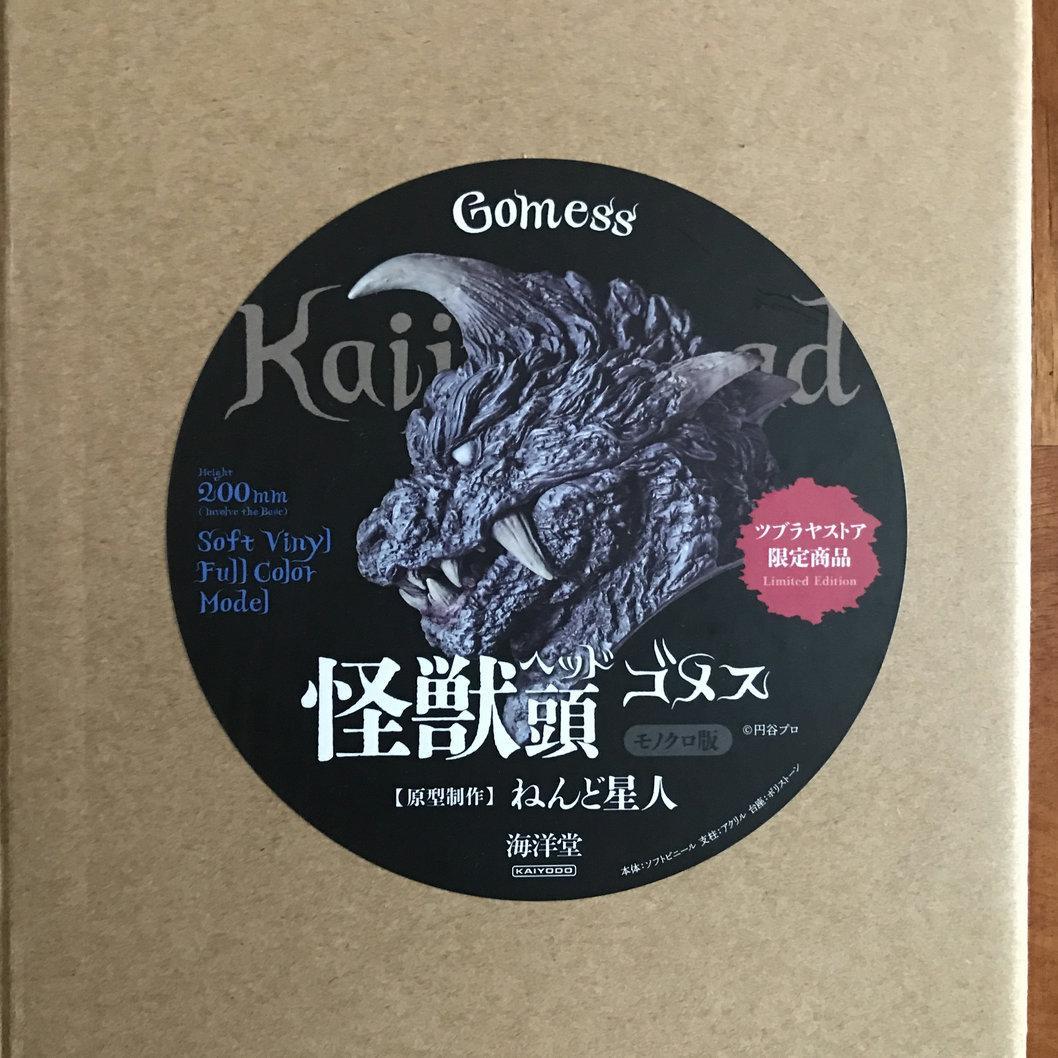 Gomess
Kaiju Head
Height
200mm
(Involve the Base)
Soft Vinyl
Full Color
Model
ツブラヤストア
限定商品
Limited Edition
ヘッド
怪獣頭 ゴメス
モノクロ版
©円谷プロ
【原型制作】ねんど星人
海洋堂
KAIYODO
本体:ソフトビニール 支柱:アクリル 台座:ポリストーン